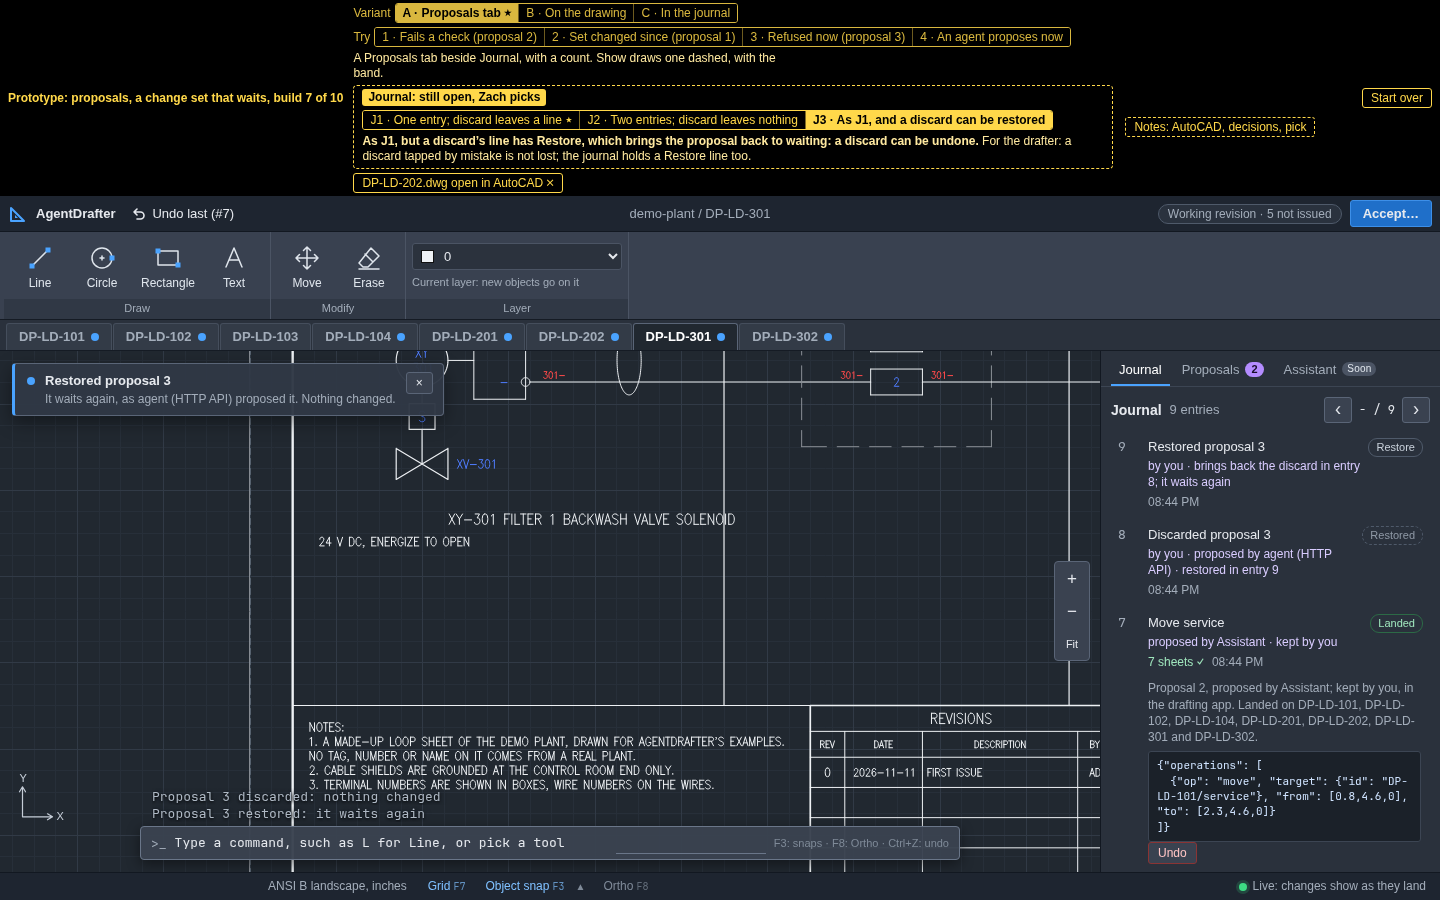 Variant A · Proposals tab ★ B · On the drawing C · In the journal
Try 1 · Fails a check (proposal 2) 2 · Set changed since (proposal 1) 3 · Refused now (proposal 3) 4 · An agent proposes now
A Proposals tab beside Journal, with a count. Show draws one dashed, with the
band.
Prototype: proposals, a change set that waits, build 7 of 10
Journal: still open, Zach picks
J1 · One entry; discard leaves a line ★ J2 · Two entries; discard leaves nothing J3 · As J1, and a discard can be restored
As J1, but a discard's line has Restore, which brings the proposal back to waiting: a discard can be undone. For the drafter: a
discard tapped by mistake is not lost; the journal holds a Restore line too.
Notes: AutoCAD, decisions, pick
Start over
DP-LD-202.dwg open in AutoCAD ✕
AgentDrafter Undo last (#7) demo-plant / DP-LD-301 Working revision · 5 not issued Accept…
Line Circle Rectangle Text Move Erase 0
Current layer: new objects go on it
Draw Modify Layer
DP-LD-101 DP-LD-102 DP-LD-103 DP-LD-104 DP-LD-201 DP-LD-202 DP-LD-301 DP-LD-302
Restored proposal 3 ×
It waits again, as agent (HTTP API) proposed it. Nothing changed.
XY
– 301– 301– 2 301–
3
XV–301
XY–301 FILTER 1 BACKWASH VALVE SOLENOID
24 V DC, ENERGIZE TO OPEN
+
−
Fit
NOTES:
1. A MADE–UP LOOP SHEET OF THE DEMO PLANT, DRAWN FOR AGENTDRAFTER'S EXAMPLES.
NO TAG, NUMBER OR NAME ON IT COMES FROM A REAL PLANT.
2. CABLE SHIELDS ARE GROUNDED AT THE CONTROL ROOM END ONLY.
3. TERMINAL NUMBERS ARE SHOWN IN BOXES, WIRE NUMBERS ON THE WIRES.
REVISIONS
REV DATE DESCRIPTION BY
0 2026–11–11 FIRST ISSUE AD
Y
X
Proposal 3 discarded: nothing changed
Proposal 3 restored: it waits again
>_ Type a command, such as L for Line, or pick a tool F3: snaps · F8: Ortho · Ctrl+Z: undo
Journal Proposals 2 Assistant Soon
Journal 9 entries ‹ - / 9 ›
9 Restored proposal 3 Restore
by you · brings back the discard in entry
8; it waits again
08:44 PM
8 Discarded proposal 3 Restored
by you · proposed by agent (HTTP
API) · restored in entry 9
08:44 PM
7 Move service Landed
proposed by Assistant · kept by you
7 sheets ✓ 08:44 PM
Proposal 2, proposed by Assistant; kept by you, in
the drafting app. Landed on DP-LD-101, DP-LD-
102, DP-LD-104, DP-LD-201, DP-LD-202, DP-LD-
301 and DP-LD-302.
{"operations": [
{"op": "move", "target": {"id": "DP-
LD-101/service"}, "from": [0.8,4.6,0],
"to": [2.3,4.6,0]}
]}
Undo
ANSI B landscape, inches Grid F7 Object snap F3 ▲ Ortho F8 Live: changes show as they land